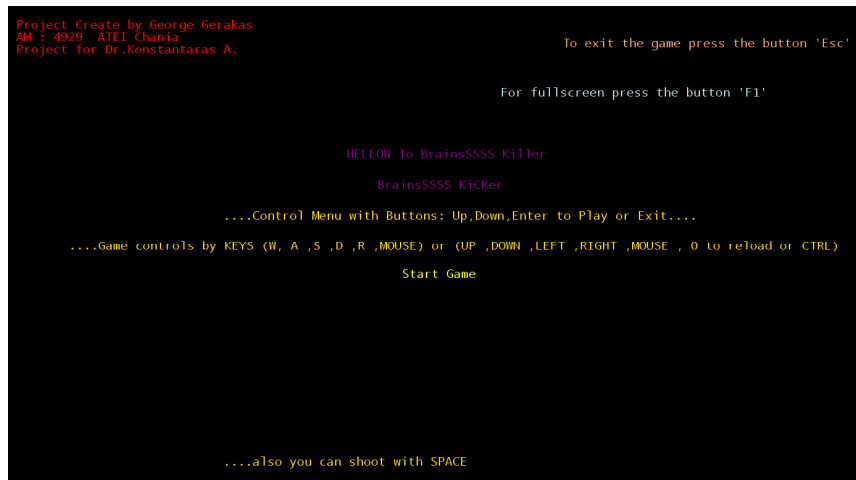 Project Create by George Gerakas
AM : 4929  ATEI Chania
Project for Dr.Konstantaras A.
To exit the game press the button 'Esc'
For fullscreen press the button 'F1'
HELLOW To BrainsSSSS Killer
BrainsSSSS KiCKer
....Control Menu with Buttons: Up,Down,Enter to Play or Exit....
....Game controls by KEYS (W, A ,S ,D ,R ,MOUSE) or (UP ,DOWN ,LEFT ,RIGHT ,MOUSE , 0 to reload or CTRL)
Start Game
....also you can shoot with SPACE